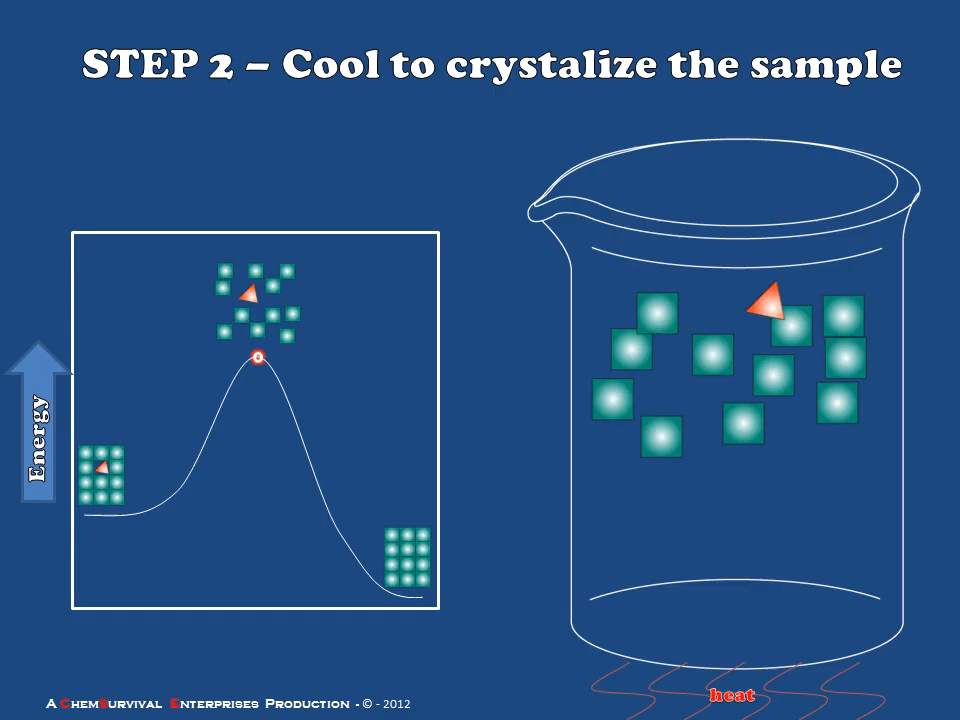 STEP 2 – Cool to crystalize the sample
Energy
heat
A ChemSurvival Enterprises Production - © - 2012